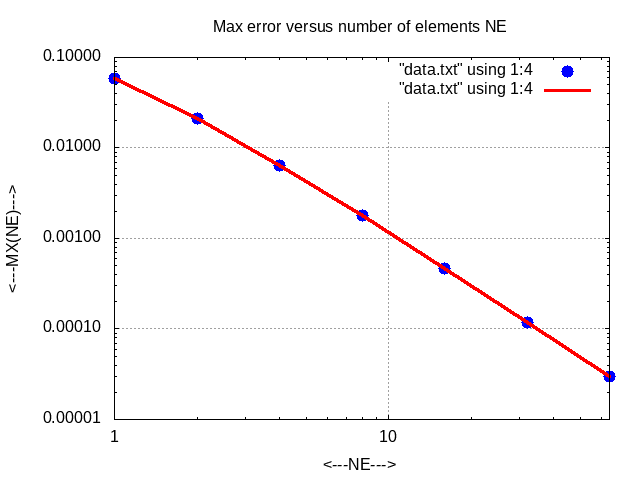 Max error versus number of elements NE
"data.txt" using 1:4
"data.txt" using 1:4
0.10000
0.01000
0.00100
0.00010
0.00001
<---MX(NE)--->
1 10
<---NE--->